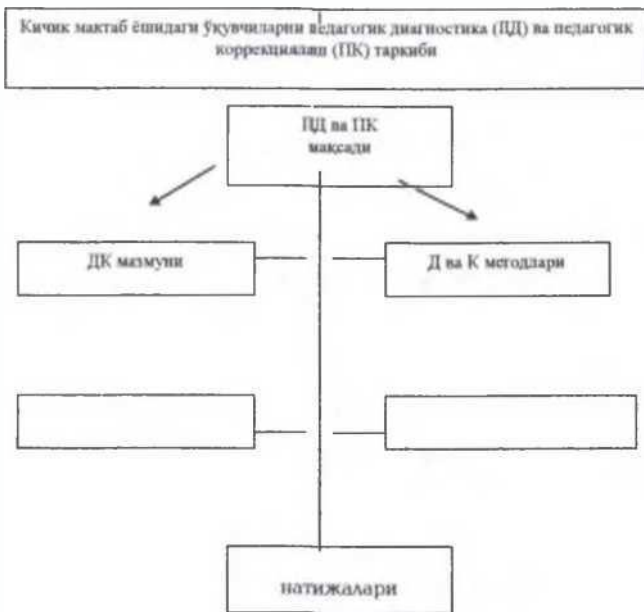 Кичик мактаб ёшидаги ўқувчиларни педагогик диагностика (ПД) ва педагогик
коррекциялаш (ПК) таркиби
ПД ва ПК
мақсади
ДК мазмуни
Д ва К методлари
натижалари